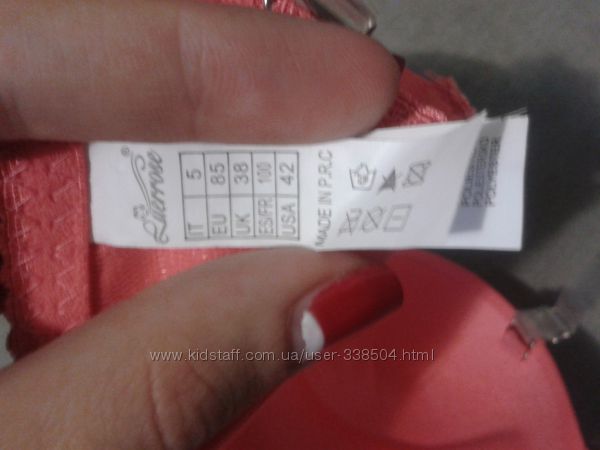 IT 5
EU 85
UK 38
ES/FR. 100
USA 42
MADE IN P.R.C
www.kidstaff.com.ua/user-338504.html